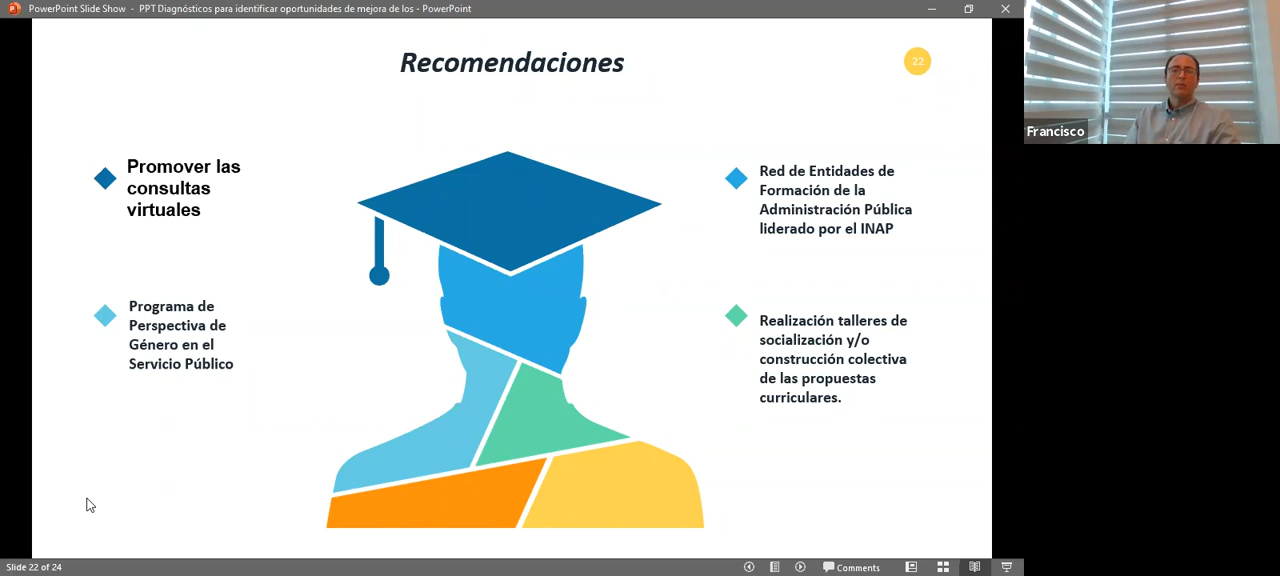 PowerPoint Slide Show - PPT Diagnósticos para identificar oportunidades de mejora de los - PowerPoint
Recomendaciones
22
Promover las
consultas
virtuales
Programa de
Perspectiva de
Género en el
Servicio Público
Red de Entidades de
Formación de la
Administración Pública
liderado por el INAP
Realización talleres de
socialización y/o
construcción colectiva
de las propuestas
curriculares.
Francisco
Slide 22 of 24
Comments